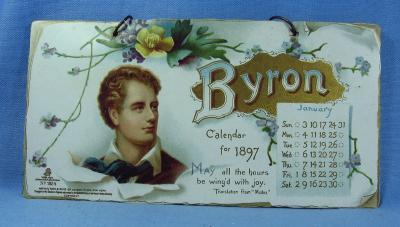 Byron
Calendar
for 1897
MAY all the hours
be wing'd with joy.
"Translation from "Medea"
January
Sun. 3 10 17 24 31
Mon. 4 11 18 25
Tue. 5 12 19 26
Wed. 6 13 20 27
Thu. 7 14 21 28
Fri. 1 8 15 22 29
Sat. 2 9 16 23 30